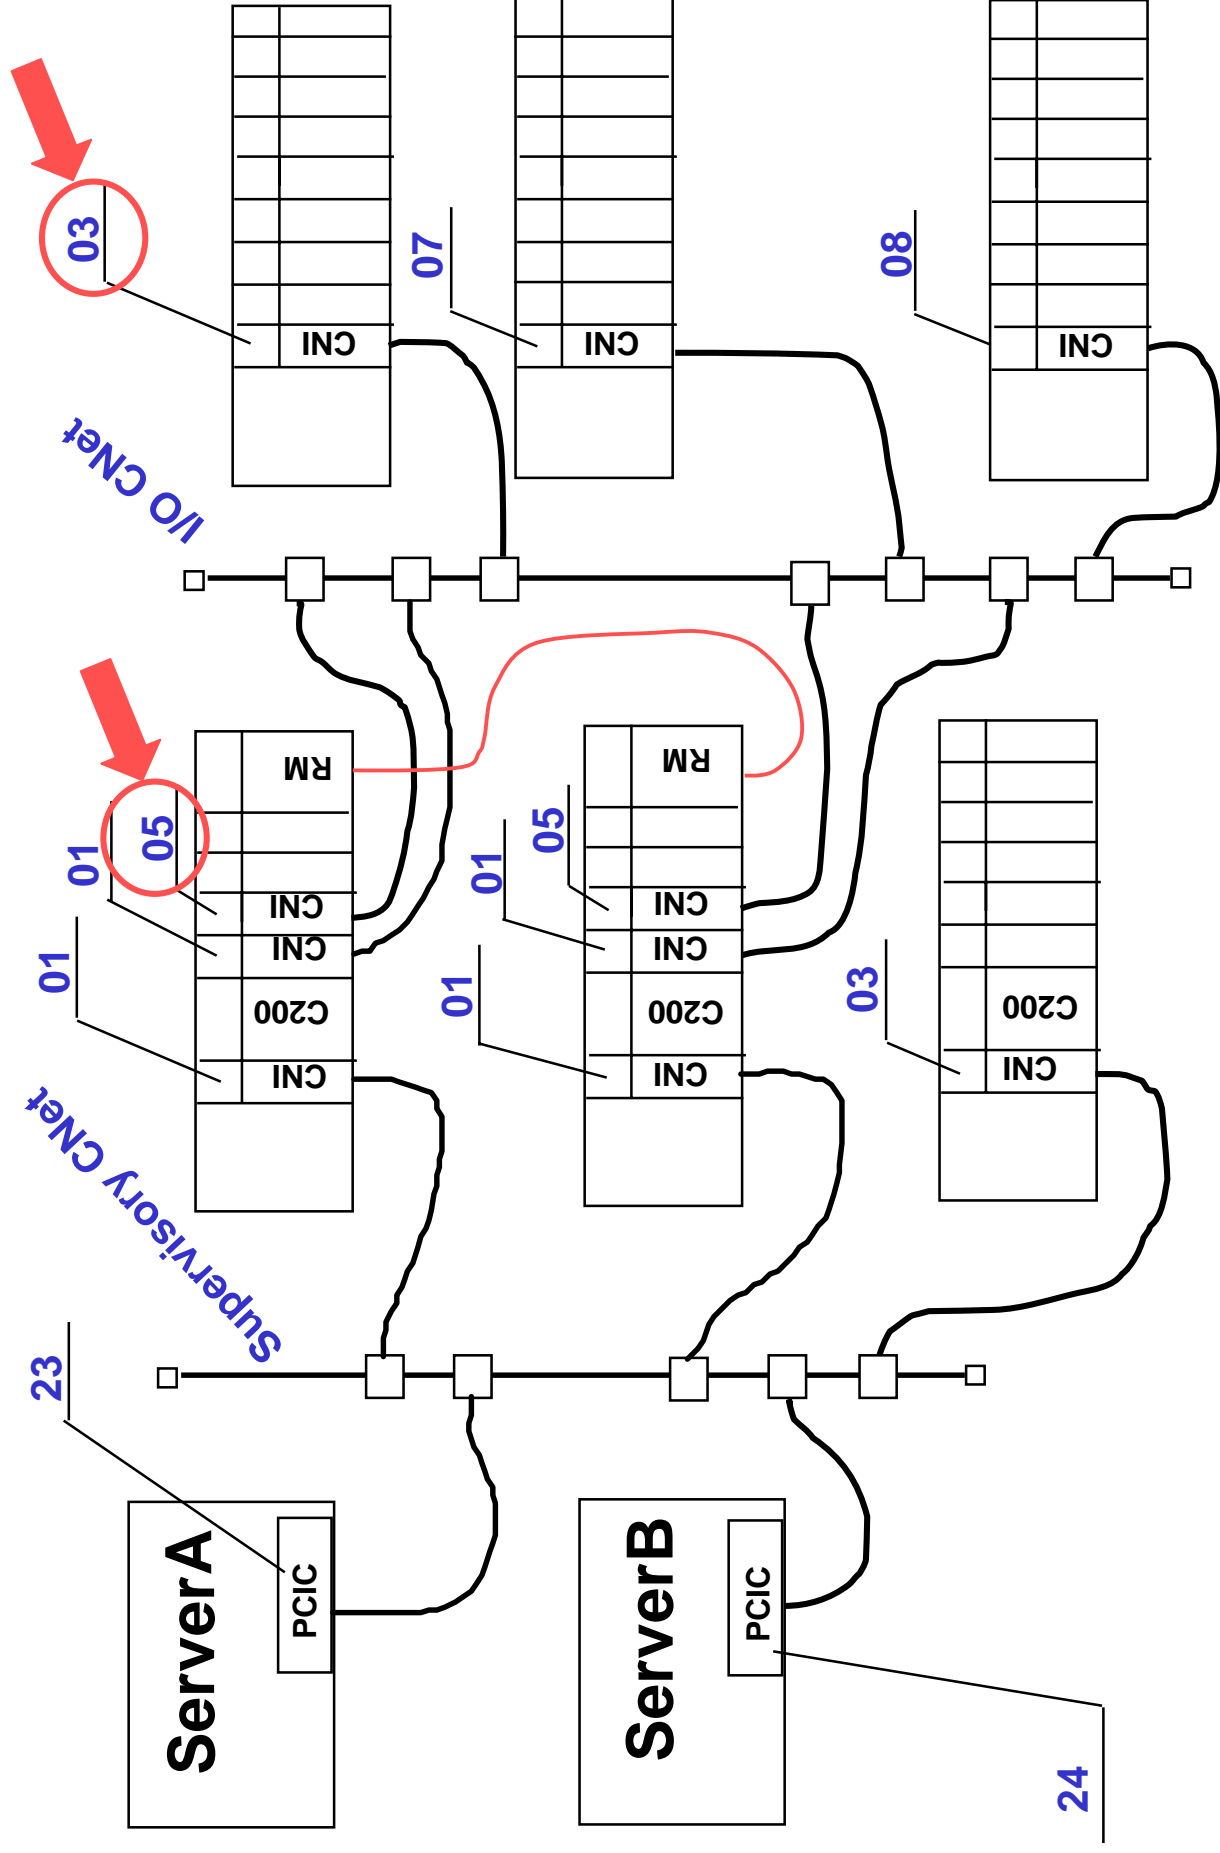 03
07
08
CNI
CNI
CNI
I/O CNet
RM
RM
01
05
01
05
CNI
CNI
CNI
CNI
01
01
03
C200
C200
C200
CNI
CNI
CNI
Supervisory CNet
23
ServerA
PCIC
ServerB
PCIC
24